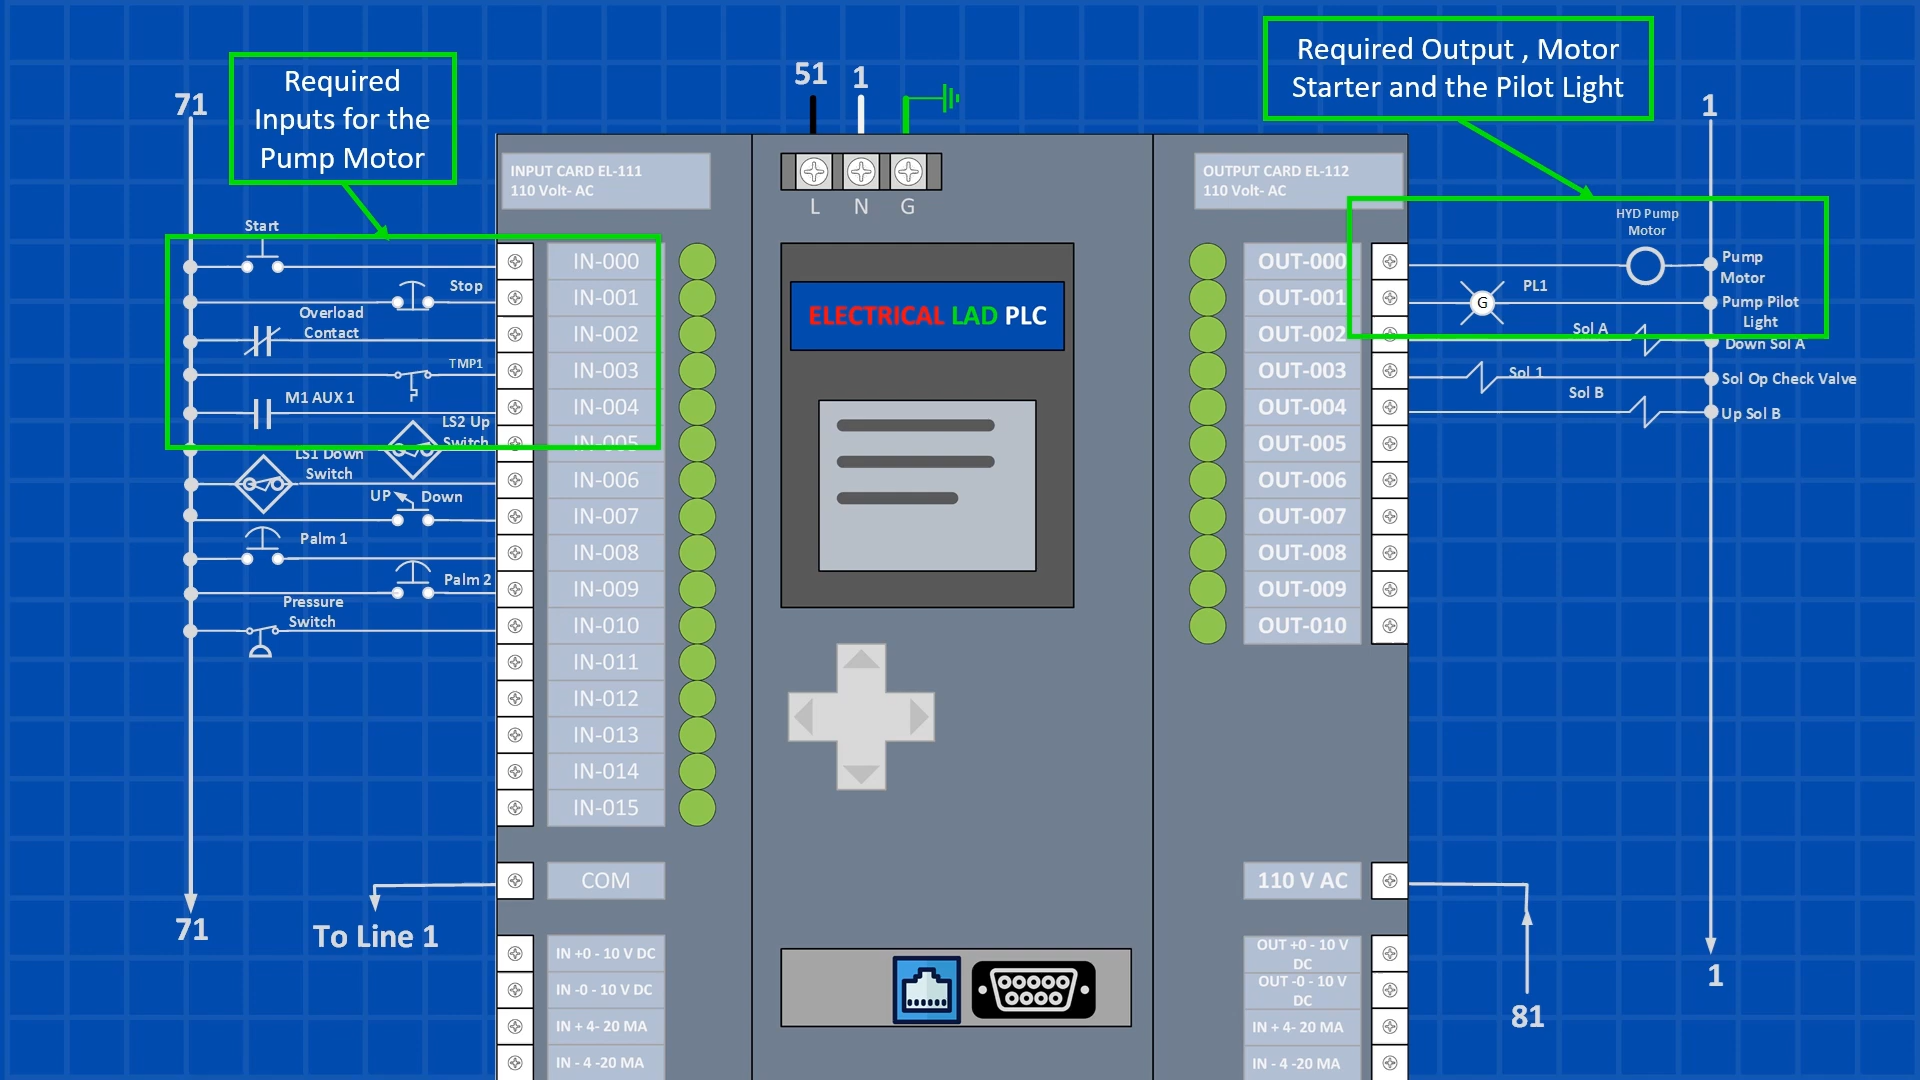 Required
Inputs for the
Pump Motor
Required Output , Motor
Starter and the Pilot Light
71
51
1
1
INPUT CARD EL-111
110 Volt- AC
L
N
G
OUTPUT CARD EL-112
110 Volt- AC
Start
Stop
Overload
Contact
TMP1
M1 AUX 1
LS2 Up
Switch
LS1 Down
Switch
UP
Down
Palm 1
Palm 2
Pressure
Switch
71
To Line 1
IN-000
IN-001
IN-002
IN-003
IN-004
IN-005
IN-006
IN-007
IN-008
IN-009
IN-010
IN-011
IN-012
IN-013
IN-014
IN-015
COM
IN +0 - 10 V DC
IN -0 - 10 V DC
IN + 4- 20 MA
IN - 4 -20 MA
ELECTRICAL LAD PLC
OUT-000
OUT-001
OUT-002
OUT-003
OUT-004
OUT-005
OUT-006
OUT-007
OUT-008
OUT-009
OUT-010
110 V AC
OUT +0 - 10 V
DC
OUT -0 - 10 V
DC
IN + 4- 20 MA
IN - 4 -20 MA
HYD Pump
Motor
Pump
Motor
PL1
G
Pump Pilot
Light
Sol A
Down Sol A
Sol 1
Sol Op Check Valve
Sol B
Up Sol B
81
1